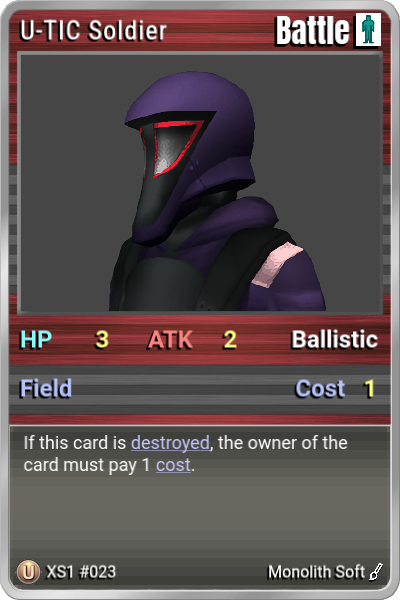 U-TIC Soldier Battle
HP 3 ATK 2 Ballistic
Field Cost 1
If this card is destroyed, the owner of the
card must pay 1 cost.
U XS1 #023 Monolith Soft